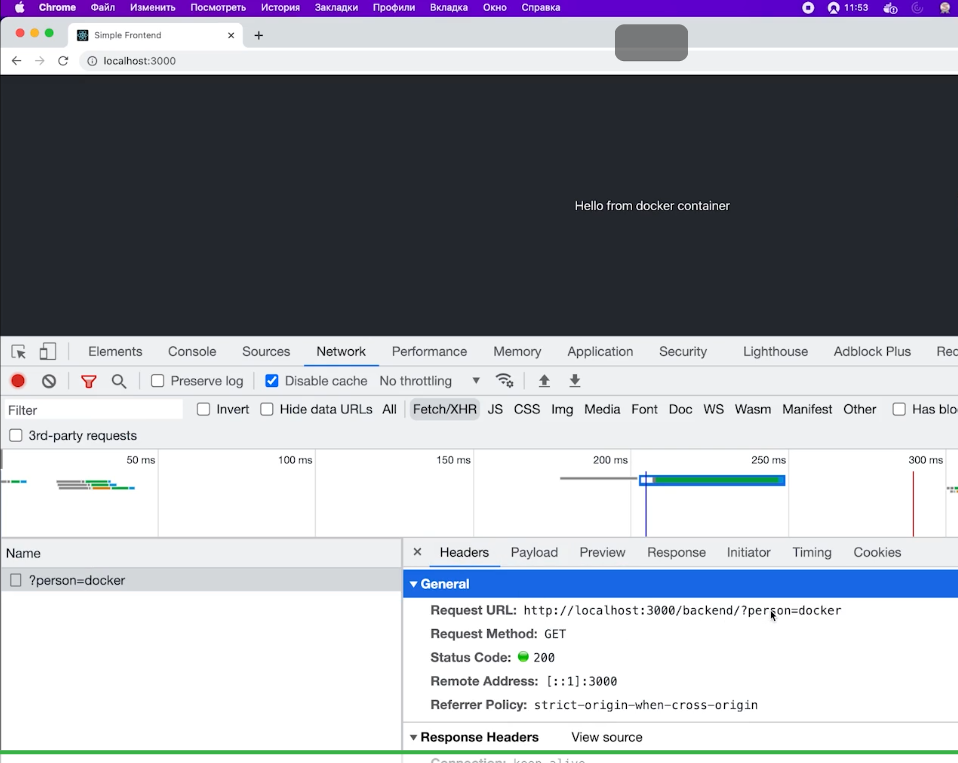 Chrome Файл Изменить Посмотреть История Закладки Профили Вкладка Окно Справка 11:53
Simple Frontend
localhost:3000
Hello from docker container
Elements Console Sources Network Performance Memory Application Security Lighthouse Adblock Plus Rec
Preserve log Disable cache No throttling
Filter Invert Hide data URLs All Fetch/XHR JS CSS Img Media Font Doc WS Wasm Manifest Other Has blo
3rd-party requests
50 ms 100 ms 150 ms 200 ms 250 ms 300 ms
Name Headers Payload Preview Response Initiator Timing Cookies
?person=docker General
Request URL: http://localhost:3000/backend/?person=docker
Request Method: GET
Status Code: 200
Remote Address: [::1]:3000
Referrer Policy: strict-origin-when-cross-origin
Response Headers View source